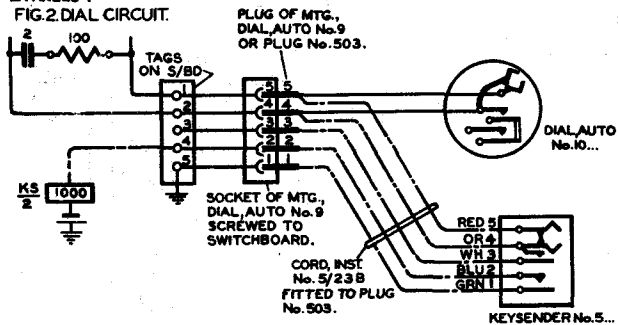 FIG.2. DIAL CIRCUIT.
2
100
TAGS
ON S/BD
PLUG OF MTG.,
DIAL, AUTO No.9
OR PLUG No.503.
1
2
3
4
5
5 5
4 4
3 3
2 2
1 1
DIAL, AUTO
No.10...
KS
2
1000
SOCKET OF MTG.,
DIAL, AUTO No.9
SCREWED TO
SWITCHBOARD.
CORD, INST.
No.5/23B
FITTED TO PLUG
No.503.
RED 5
OR 4
WH 3
BLU 2
GRN 1
KEYSENDER No.5...